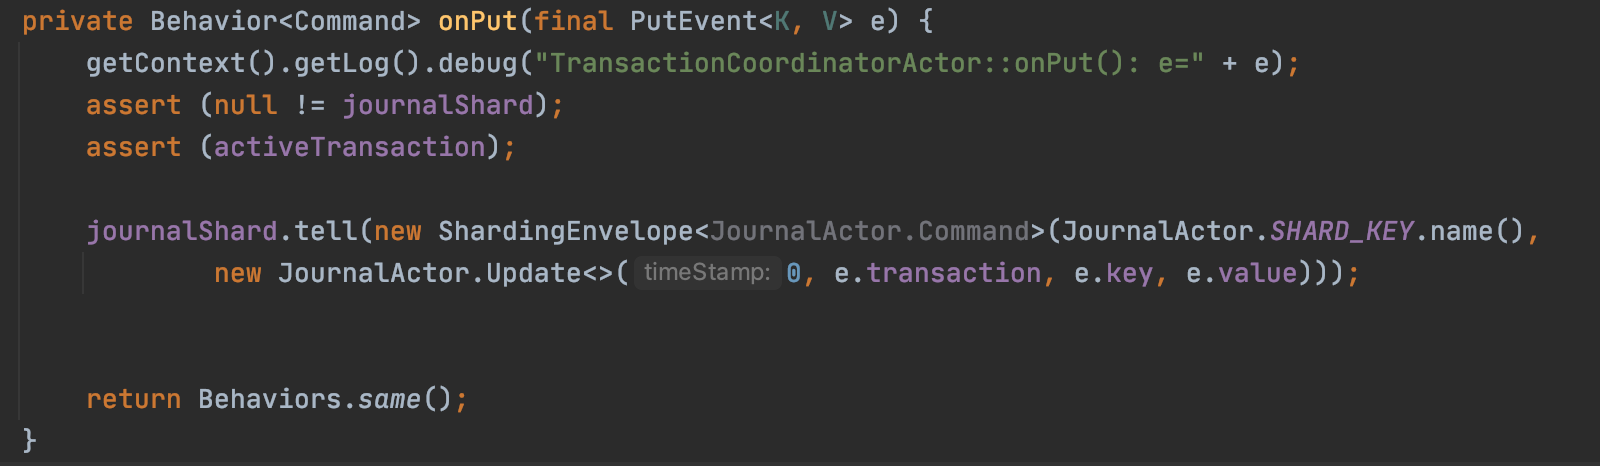 private Behavior<Command> onPut(final PutEvent<K, V> e) {
    getContext().getLog().debug("TransactionCoordinatorActor::onPut(): e=" + e);
    assert (null != journalShard);
    assert (activeTransaction);
    journalShard.tell(new ShardingEnvelope<JournalActor.Command>(JournalActor.SHARD_KEY.name(),
            new JournalActor.Update<>( timeStamp: 0, e.transaction, e.key, e.value)));
    return Behaviors.same();
}